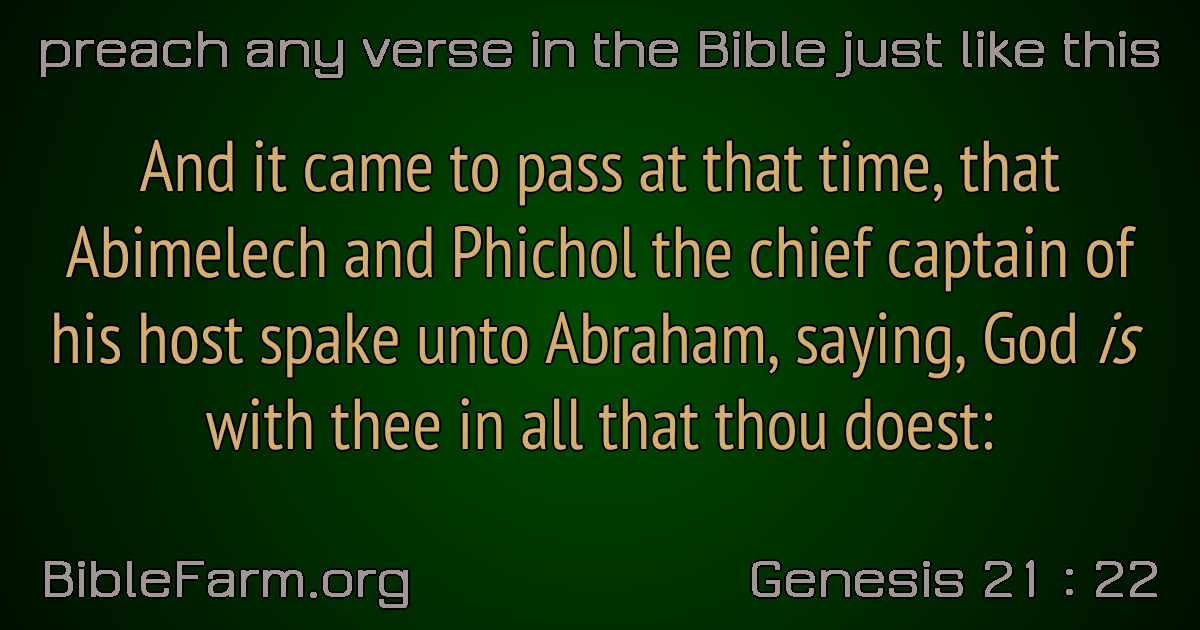 preach any verse in the Bible just like this
And it came to pass at that time, that
Abimelech and Phichol the chief captain of
his host spake unto Abraham, saying, God is
with thee in all that thou doest:
BibleFarm.org
Genesis 21 : 22